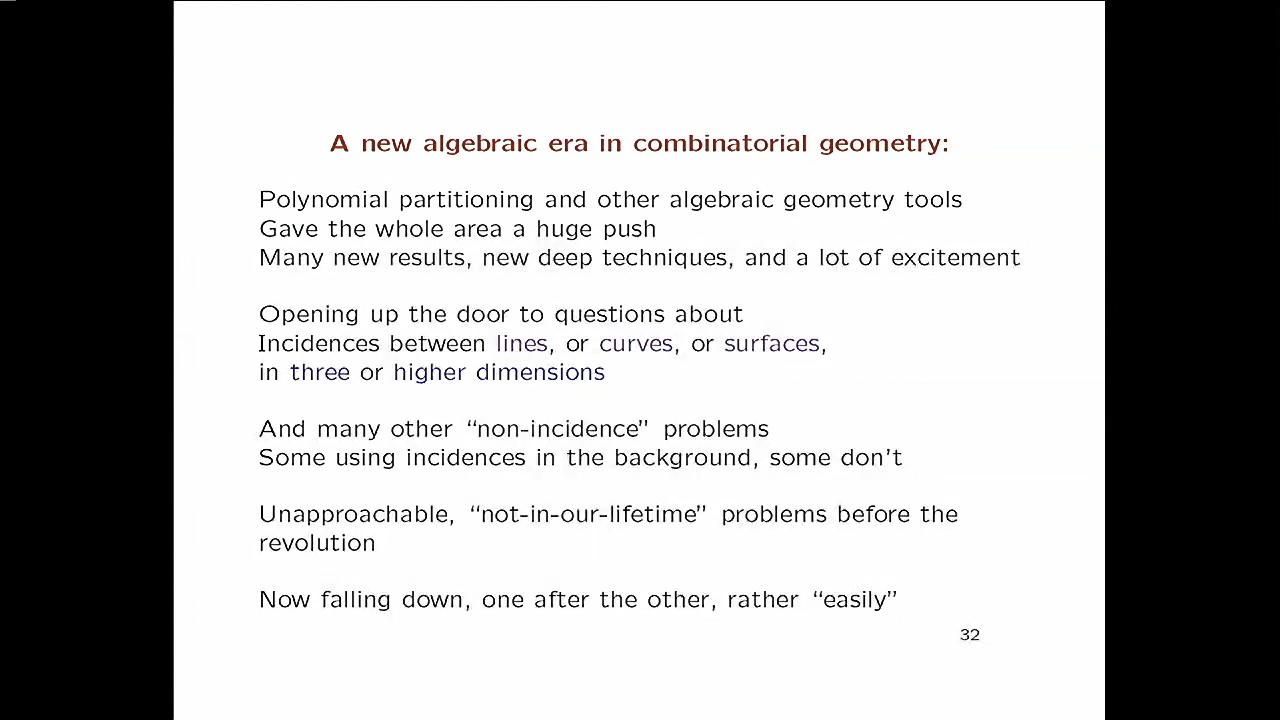 A new algebraic era in combinatorial geometry:
Polynomial partitioning and other algebraic geometry tools
Gave the whole area a huge push
Many new results, new deep techniques, and a lot of excitement
Opening up the door to questions about
Incidences between lines, or curves, or surfaces,
in three or higher dimensions
And many other “non-incidence” problems
Some using incidences in the background, some don’t
Unapproachable, “not-in-our-lifetime” problems before the
revolution
Now falling down, one after the other, rather “easily”
32